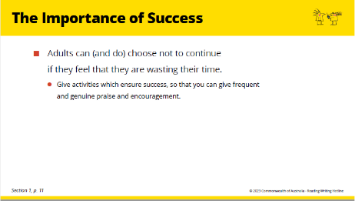 The Importance of Success
Adults can (and do) choose not to continue
if they feel that they are wasting their time.
Give activities which ensure success, so that you can give frequent
and genuine praise and encouragement.
Section 7, p. 11
© 2023 Commonwealth of Australia - Reading Writing Hotline